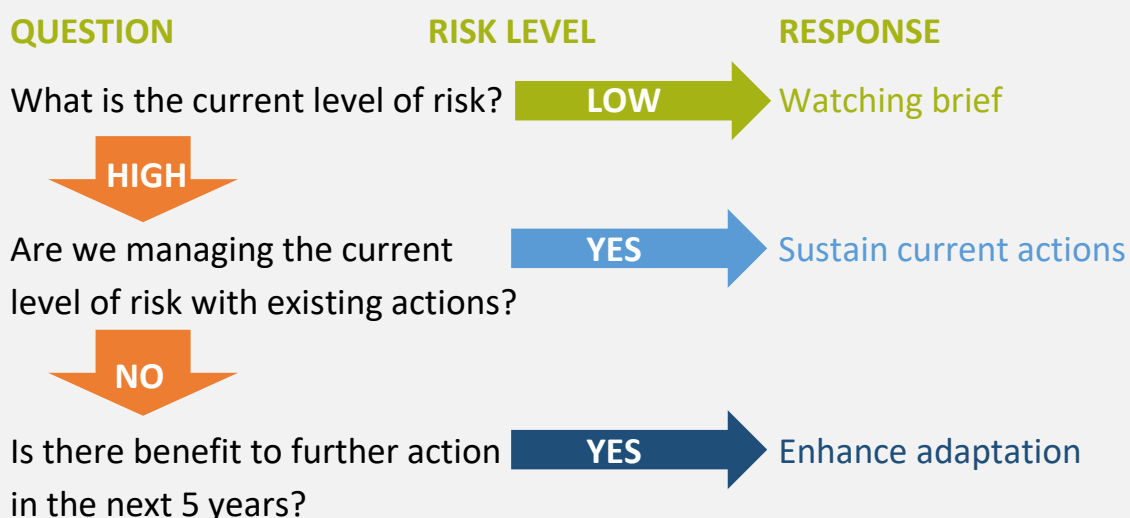 QUESTION RISK LEVEL RESPONSE
What is the current level of risk? LOW Watching brief
HIGH
Are we managing the current YES Sustain current actions
level of risk with existing actions?
NO
Is there benefit to further action YES Enhance adaptation
in the next 5 years?